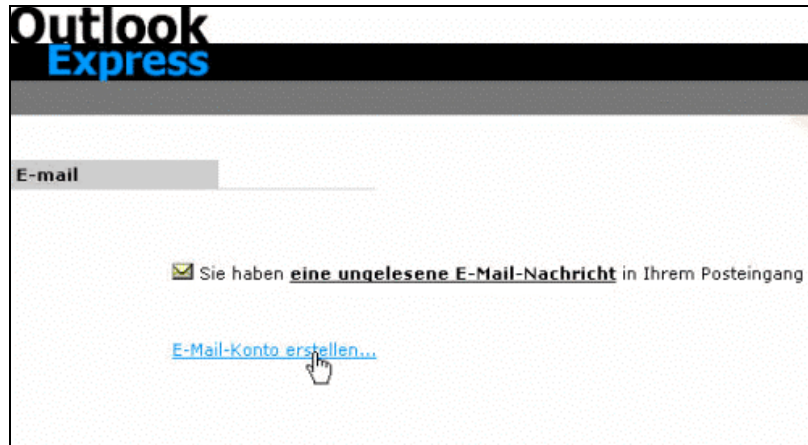 Outlook
Express
E-mail
Sie haben eine ungelesene E-Mail-Nachricht in Ihrem Posteingang
E-Mail-Konto erstellen...